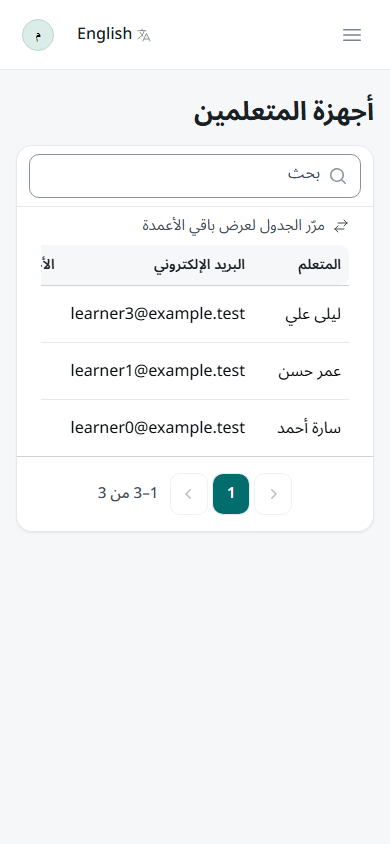 English
م
أجهزة المتعلمين
بحث
مرّر الجدول لعرض باقي الأعمدة
المتعلم البريد الإلكتروني
ليلى علي learner3@example.test
عمر حسن learner1@example.test
سارة أحمد learner0@example.test
1
1–3 من 3